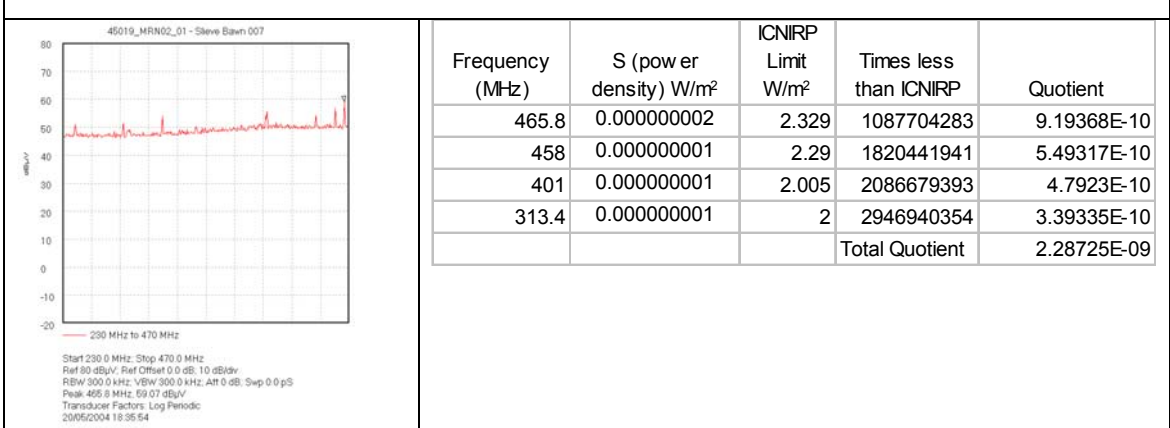 45019_MRN02_01 - Slieve Bawn 007
80
70
60
50
40
30
20
10
0
-10
-20
dBµV
230 MHz to 470 MHz
Start 230.0 MHz; Stop 470.0 MHz
Ref 80 dBµV; Ref Offset 0.0 dB; 10 dB/div
RBW 300.0 kHz; VBW 300.0 kHz; Att 0 dB; Swp 0.0 pS
Peak 465.8 MHz, 59.07 dBµV
Transducer Factors: Log Periodic
20/05/2004 18:35:54
Frequency (MHz) S (power density) W/m² ICNIRP Limit W/m² Times less than ICNIRP Quotient
465.8 0.000000002 2.329 1087704283 9.19368E-10
458 0.000000001 2.29 1820441941 5.49317E-10
401 0.000000001 2.005 2086679393 4.7923E-10
313.4 0.000000001 2 2946940354 3.39335E-10
Total Quotient 2.28725E-09